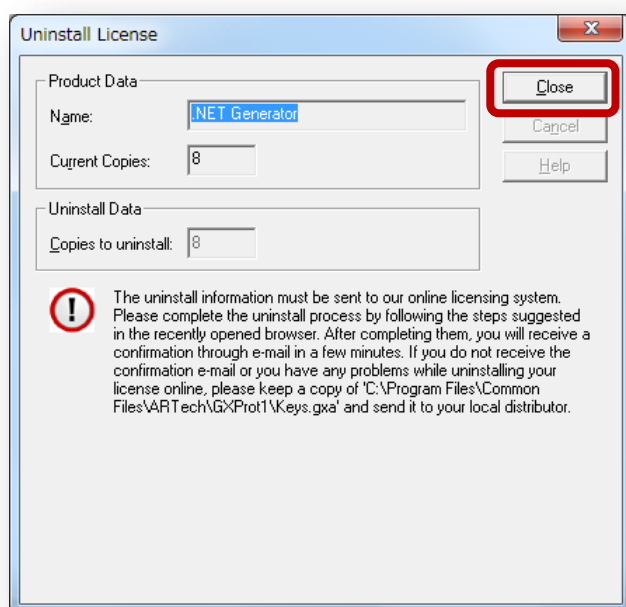 Uninstall License
Product Data
Name:
.NET Generator
Current Copies:
8
Close
Cancel
Help
Uninstall Data
Copies to uninstall:
8
The uninstall information must be sent to our online licensing system.
Please complete the uninstall process by following the steps suggested
in the recently opened browser. After completing them, you will receive a
confirmation through e-mail in a few minutes. If you do not receive the
confirmation e-mail or you have any problems while uninstalling your
license online, please keep a copy of 'C:\Program Files\Common
Files\ARTech\GXProt1\Keys.gxa' and send it to your local distributor.